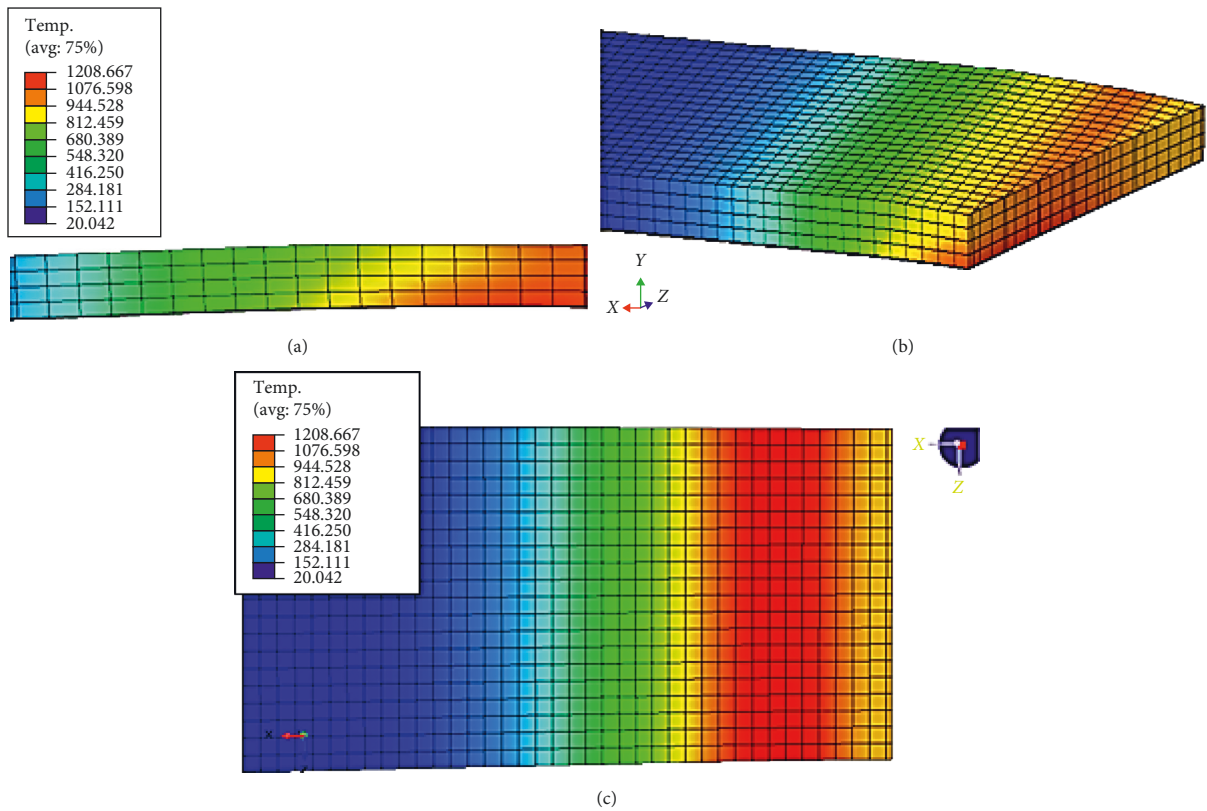 Temp.
(avg: 75%)
1208.667
1076.598
944.528
812.459
680.389
548.320
416.250
284.181
152.111
20.042
(a)
Y
X
Z
(b)
Temp.
(avg: 75%)
1208.667
1076.598
944.528
812.459
680.389
548.320
416.250
284.181
152.111
20.042
X
Z
X
(c)